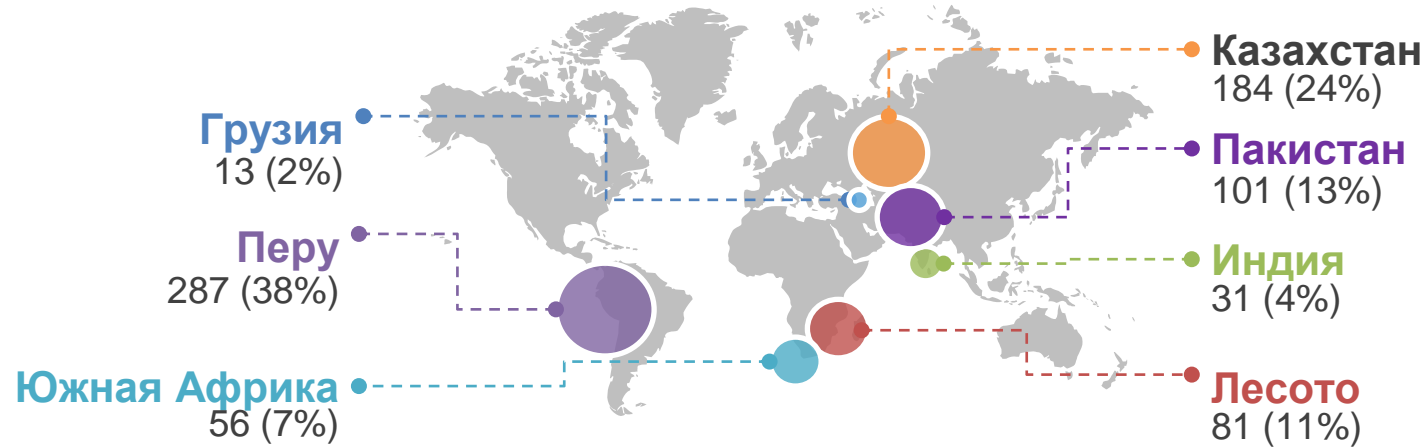 Казахстан
184 (24%)
Грузия
13 (2%)
Пакистан
101 (13%)
Перу
287 (38%)
Индия
31 (4%)
Южная Африка
56 (7%)
Лесото
81 (11%)